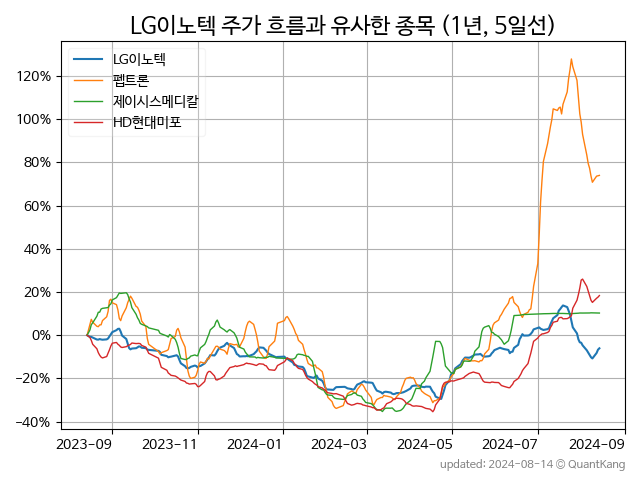 LG이노텍 주가 흐름과 유사한 종목 (1년, 5일선)
LG이노텍
펩트론
제이시스메디칼
HD현대미포
120%
100%
80%
60%
40%
20%
0%
−20%
−40%
2023-09
2023-11
2024-01
2024-03
2024-05
2024-07
2024-09
updated: 2024-08-14 © QuantKang